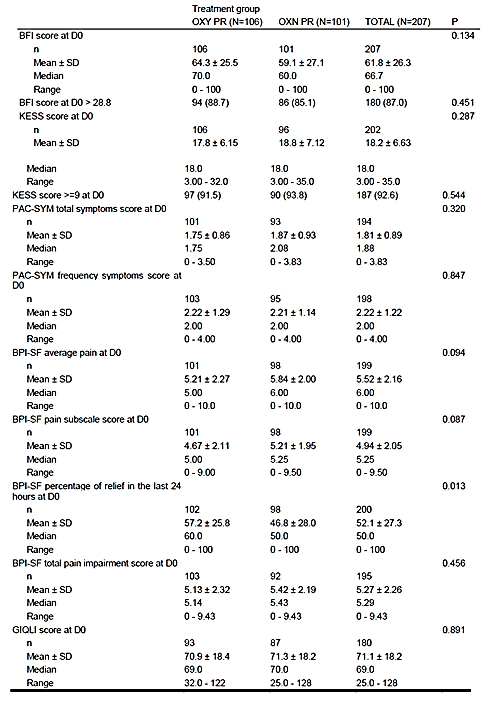 Treatment group
OXY PR (N=106) OXN PR (N=101) TOTAL (N=207) P
BFI score at D0 0.134
n 106 101 207
Mean ± SD 64.3 ± 25.5 59.1 ± 27.1 61.8 ± 26.3
Median 70.0 60.0 66.7
Range 0 - 100 0 - 100 0 - 100
BFI score at D0 > 28.8 94 (88.7) 86 (85.1) 180 (87.0) 0.451
KESS score at D0 0.287
n 106 96 202
Mean ± SD 17.8 ± 6.15 18.8 ± 7.12 18.2 ± 6.63
Median 18.0 18.0 18.0
Range 3.00 - 32.0 3.00 - 35.0 3.00 - 35.0
KESS score >=9 at D0 97 (91.5) 90 (93.8) 187 (92.6) 0.544
PAC-SYM total symptoms score at D0 0.320
n 101 93 194
Mean ± SD 1.75 ± 0.86 1.87 ± 0.93 1.81 ± 0.89
Median 1.75 2.08 1.88
Range 0 - 3.50 0 - 3.83 0 - 3.83
PAC-SYM frequency symptoms score at 0.847
D0
n 103 95 198
Mean ± SD 2.22 ± 1.29 2.21 ± 1.14 2.22 ± 1.22
Median 2.00 2.00 2.00
Range 0 - 4.00 0 - 4.00 0 - 4.00
BPI-SF average pain at D0 0.094
n 101 98 199
Mean ± SD 5.21 ± 2.27 5.84 ± 2.00 5.52 ± 2.16
Median 5.00 6.00 6.00
Range 0 - 10.0 0 - 10.0 0 - 10.0
BPI-SF pain subscale score at D0 0.087
n 101 98 199
Mean ± SD 4.67 ± 2.11 5.21 ± 1.95 4.94 ± 2.05
Median 5.00 5.25 5.25
Range 0 - 9.00 0 - 9.50 0 - 9.50
BPI-SF percentage of relief in the last 24 0.013
hours at D0
n 102 98 200
Mean ± SD 57.2 ± 25.8 46.8 ± 28.0 52.1 ± 27.3
Median 60.0 50.0 50.0
Range 0 - 100 0 - 100 0 - 100
BPI-SF total pain impairment score at D0 0.456
n 103 92 195
Mean ± SD 5.13 ± 2.32 5.42 ± 2.19 5.27 ± 2.26
Median 5.14 5.43 5.29
Range 0 - 9.43 0 - 9.43 0 - 9.43
GIQLI score at D0 0.891
n 93 87 180
Mean ± SD 70.9 ± 18.4 71.3 ± 18.2 71.1 ± 18.2
Median 69.0 70.0 69.0
Range 32.0 - 122 25.0 - 128 25.0 - 128